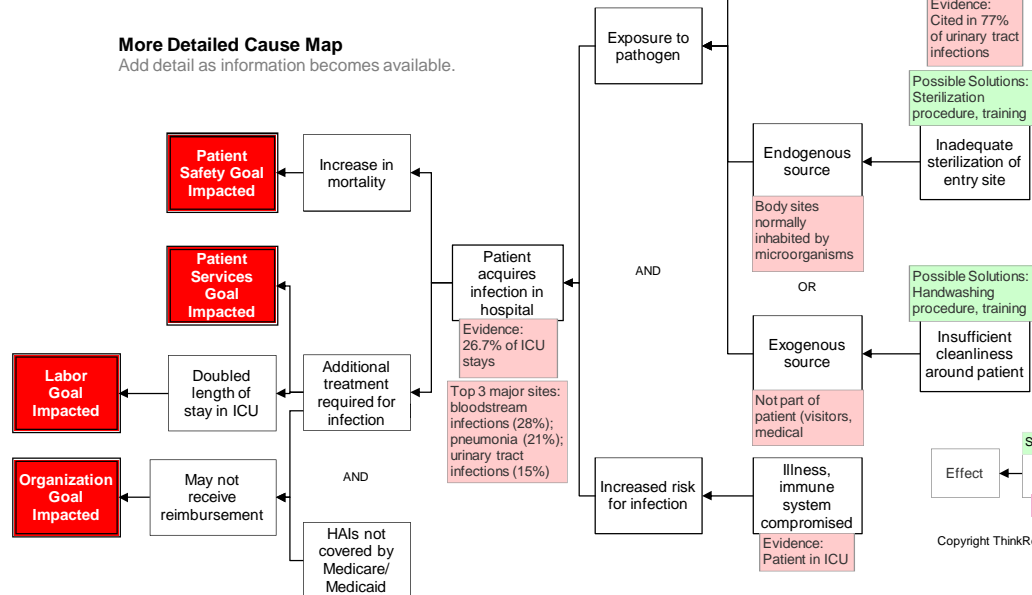 More Detailed Cause Map
Add detail as information becomes available.
Patient
Safety Goal
Impacted
Increase in
mortality
Patient
Services
Goal
Impacted
Labor
Goal
Impacted
Doubled
length of
stay in ICU
Additional
treatment
required for
infection
Organization
Goal
Impacted
May not
receive
reimbursement
AND
HAIs not
covered by
Medicare/
Medicaid
Patient
acquires
infection in
hospital
Evidence:
26.7% of ICU
stays
Top 3 major sites:
bloodstream
infections (28%);
pneumonia (21%);
urinary tract
infections (15%)
Exposure to
pathogen
AND
Increased risk
for infection
Endogenous
source
Body sites
normally
inhabited by
microorganisms
OR
Exogenous
source
Not part of
patient (visitors,
medical
Illness,
immune
system
compromised
Evidence:
Patient in ICU
Evidence:
Cited in 77%
of urinary tract
infections
Possible Solutions:
Sterilization
procedure, training
Inadequate
sterilization of
entry site
Possible Solutions:
Handwashing
procedure, training
Insufficient
cleanliness
around patient
S
Effect
Copyright ThinkR